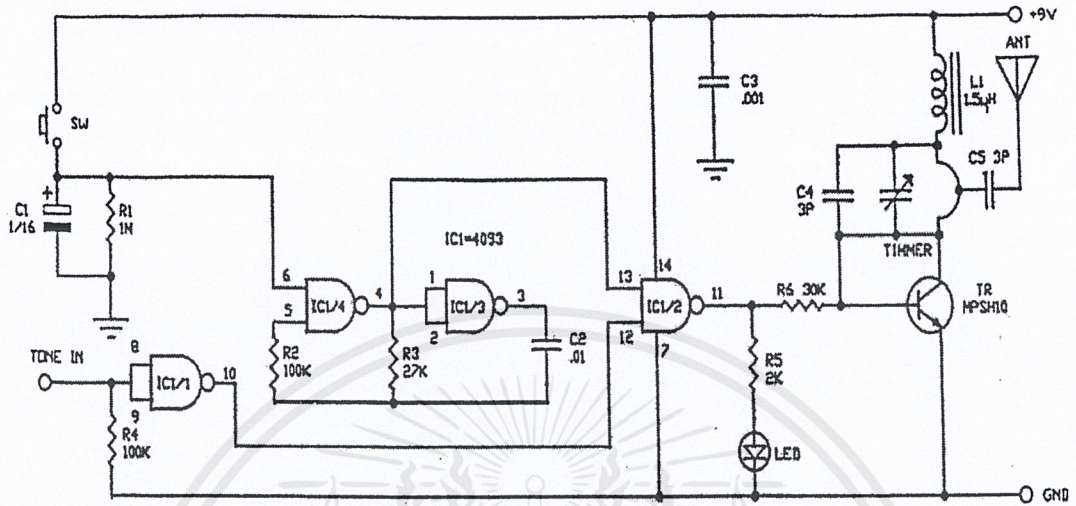 +9V
ANT
SW
C3
.001
L1
1.5µH
C5 3P
C1
1/16
+
R1
1M
C4
3P
TIMMER
IC1=4093
6
5
IC1/4
4
1
2
IC1/3
3
13
12
14
IC1/2
7
11
R6 30K
TR
MPSH10
TONE IN
8
9
IC1/1
10
R2
100K
R3
27K
C2
.01
R5
2K
R4
100K
LED
GND